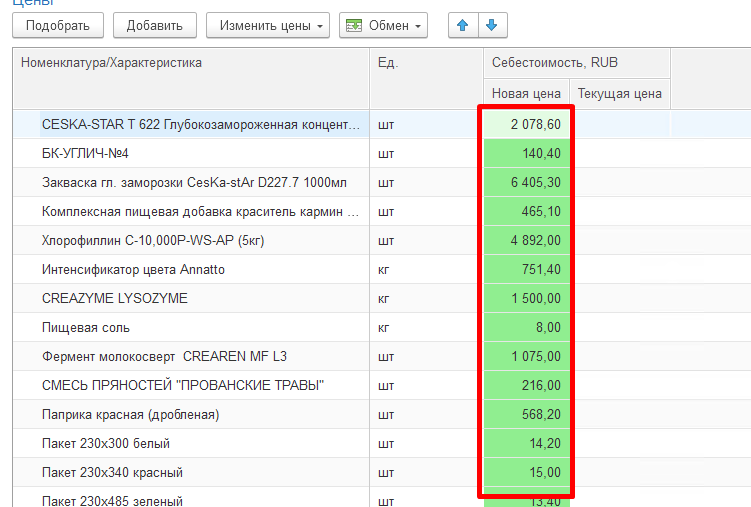 Цены
Подобрать Добавить Изменить цены Обмен
Номенклатура/Характеристика Ед. Себестоимость, RUB
Новая цена Текущая цена
CESKA-STAR T 622 Глубокозамороженная концент... шт 2 078,60
БК-УГЛИЧ-№4 шт 140,40
Закваска гл. заморозки CesKa-stAr D227.7 1000мл шт 6 405,30
Комплексная пищевая добавка краситель кармин ... шт 465,10
Хлорофиллин С-10,000P-WS-AP (5кг) шт 4 892,00
Интенсификатор цвета Annatto кг 751,40
CREAZYME LYSOZYME кг 1 500,00
Пищевая соль кг 8,00
Фермент молокосверт CREAREN MF L3 шт 1 075,00
СМЕСЬ ПРЯНОСТЕЙ "ПРОВАНСКИЕ ТРАВЫ" шт 216,00
Паприка красная (дробленая) шт 568,20
Пакет 230х300 белый шт 14,20
Пакет 230х340 красный шт 15,00
Пакет 230х485 зеленый шт 13,40